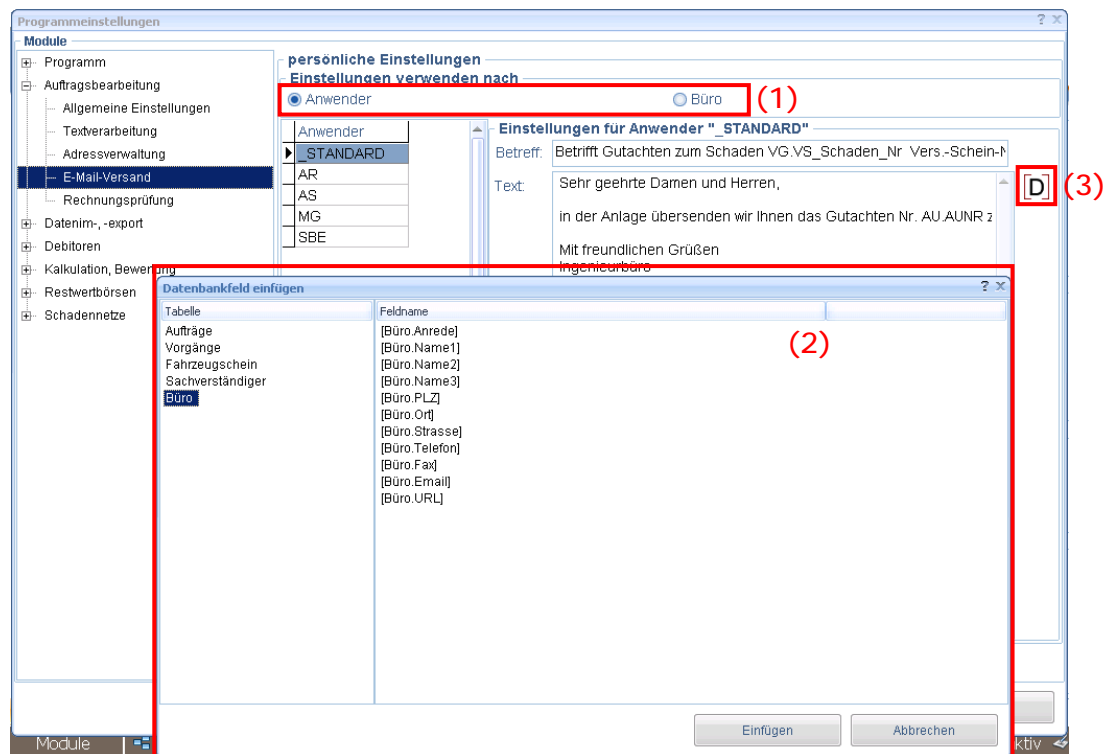 Programmeinstellungen
Module
Programm
Auftragsbearbeitung
Allgemeine Einstellungen
Textverarbeitung
Adressverwaltung
E-Mail-Versand
Rechnungsprüfung
Datenim-, -export
Debitoren
Kalkulation, Bewertung
Restwertbörsen
Schadennetze
persönliche Einstellungen
Einstellungen verwenden nach
Anwender
Büro
(1)
Anwender
_STANDARD
AR
AS
MG
SBE
Einstellungen für Anwender "_STANDARD"
Betreff: Betrifft Gutachten zum Schaden VG.VS_Schaden_Nr Vers.-Schein-N
Text: Sehr geehrte Damen und Herren,
in der Anlage übersenden wir Ihnen das Gutachten Nr. AU.AUNR z
Mit freundlichen Grüßen
Ingenieurbüro
[D] (3)
Datenbankfeld einfügen
Tabelle
Aufträge
Vorgänge
Fahrzeugschein
Sachverständiger
Büro
Feldname
(2)
[Büro.Anrede]
[Büro.Name1]
[Büro.Name2]
[Büro.Name3]
[Büro.PLZ]
[Büro.Ort]
[Büro.Strasse]
[Büro.Telefon]
[Büro.Fax]
[Büro.Email]
[Büro.URL]
Einfügen
Abbrechen
Module
ktiv